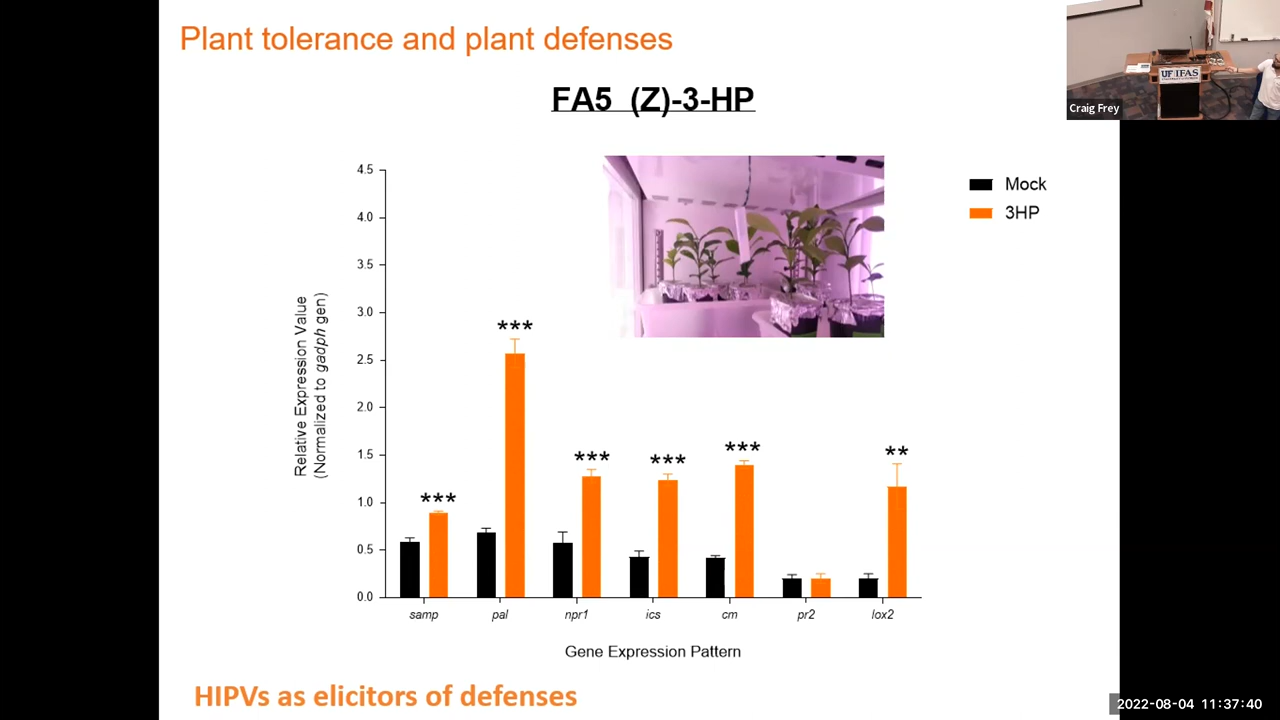 Plant tolerance and plant defenses
FA5 (Z)-3-HP
UF IFAS
Craig Frey
Mock
3HP
4.5
4.0
3.5
3.0
2.5
2.0
1.5
1.0
0.5
0.0
Relative Expression Value
(Normalized to gadph gen)
***
***
***
***
***
**
samp
pal
npr1
ics
cm
pr2
lox2
Gene Expression Pattern
HIPVs as elicitors of defenses
2022-08-04 11:37:40